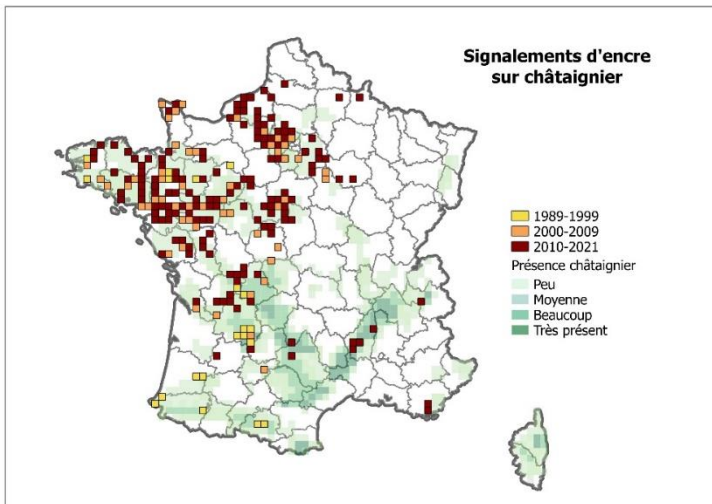 Signalements d'encre
sur châtaignier
1989-1999
2000-2009
2010-2021
Présence châtaignier
Peu
Moyenne
Beaucoup
Très présent